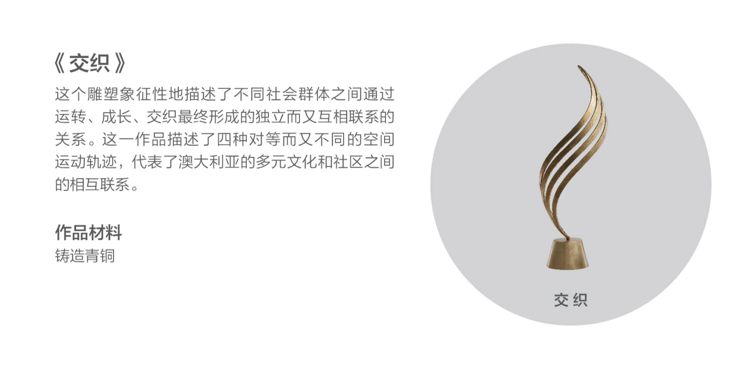 《交织》
这个雕塑象征性地描述了不同社会群体之间通过
运转、成长、交织最终形成的独立而又互相联系的
关系。这一作品描述了四种对等而又不同的空间
运动轨迹，代表了澳大利亚的多元文化和社区之间
的相互联系。
作品材料
铸造青铜
交织